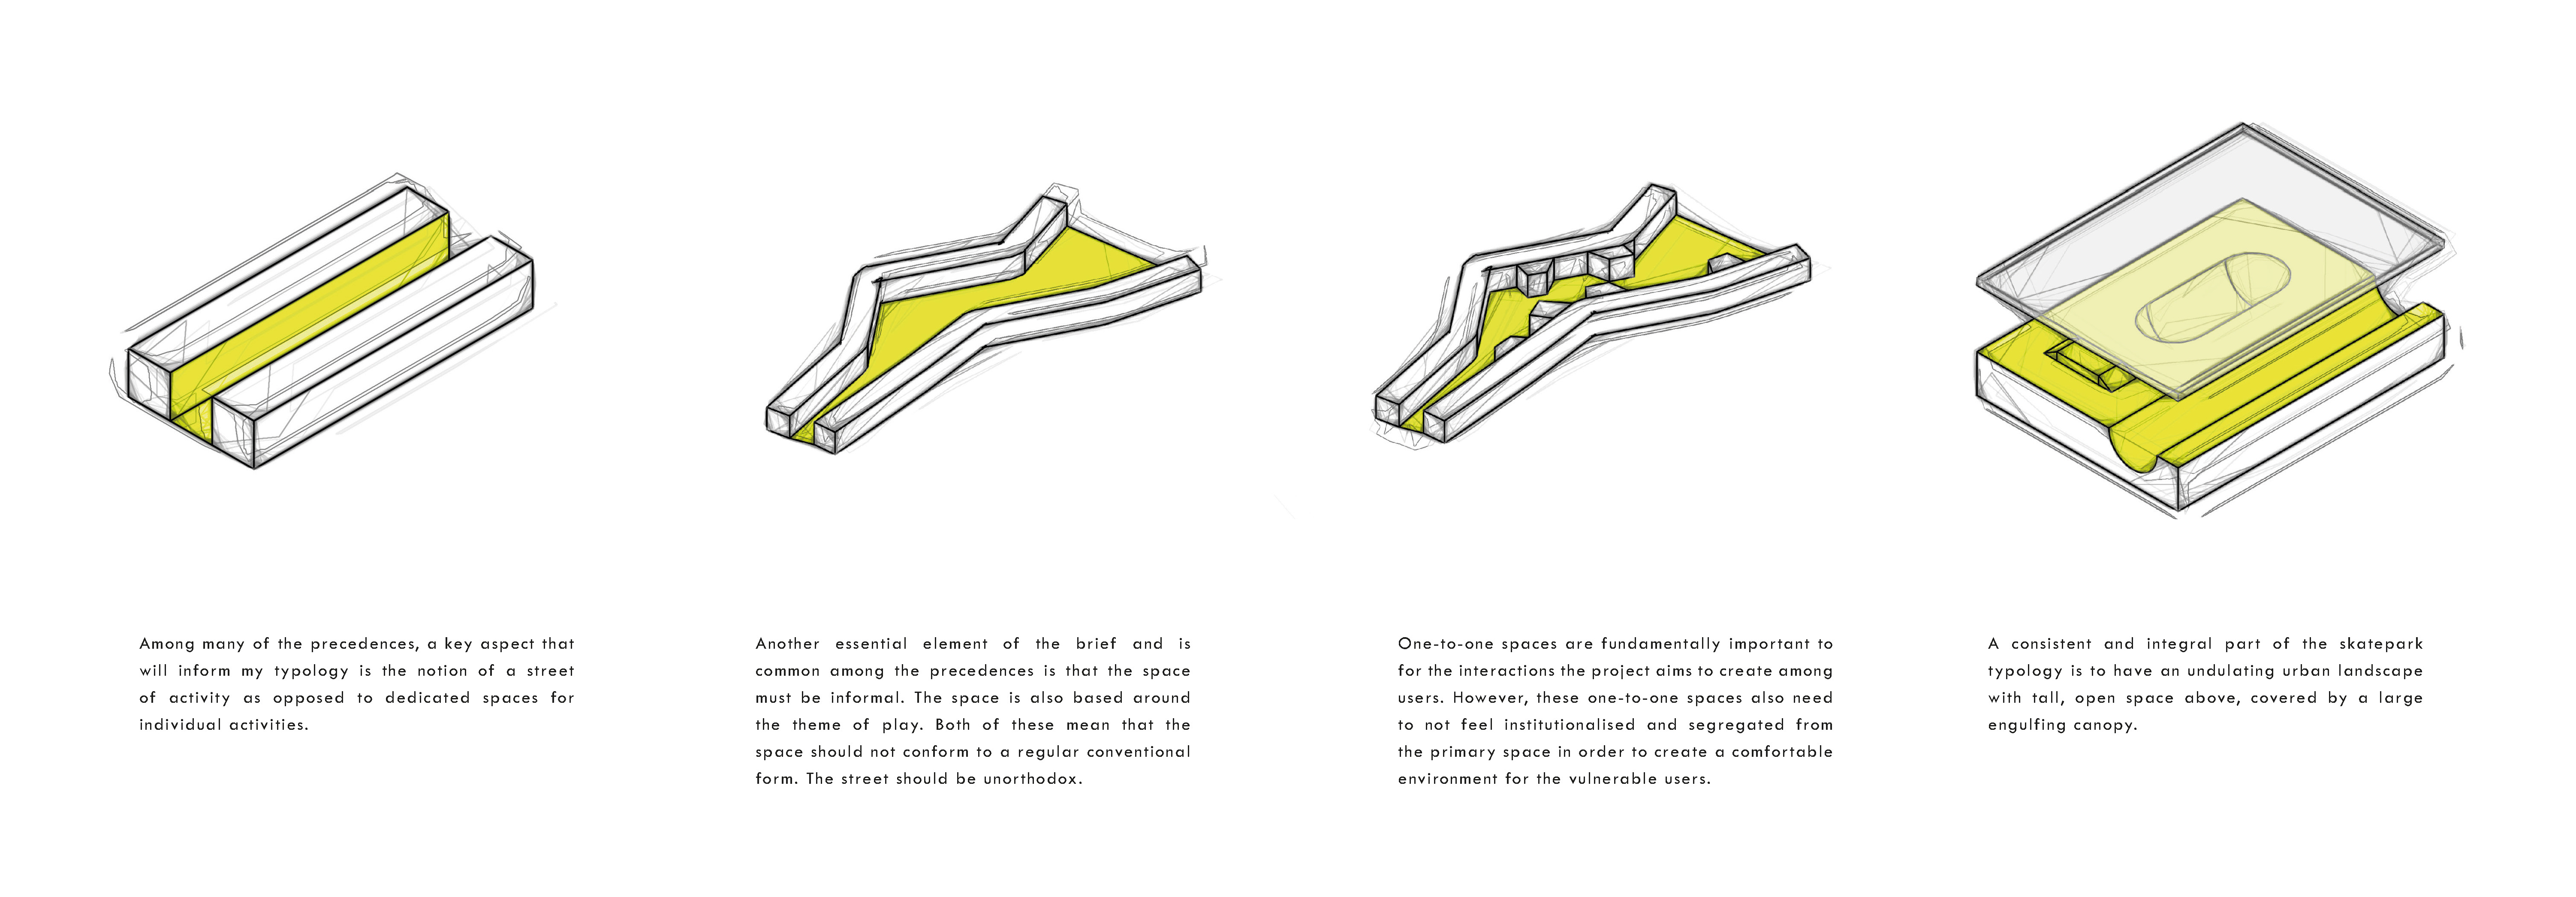 Among many of the precedences, a key aspect that
will inform my typology is the notion of a street
of activity as opposed to dedicated spaces for
individual activities.
Another essential element of the brief and is
common among the precedences is that the space
must be informal. The space is also based around
the theme of play. Both of these mean that the
space should not conform to a regular conventional
form. The street should be unorthodox.
One-to-one spaces are fundamentally important to
for the interactions the project aims to create among
users. However, these one-to-one spaces also need
to not feel institutionalised and segregated from
the primary space in order to create a comfortable
environment for the vulnerable users.
A consistent and integral part of the skatepark
typology is to have an undulating urban landscape
with tall, open space above, covered by a large
engulfing canopy.